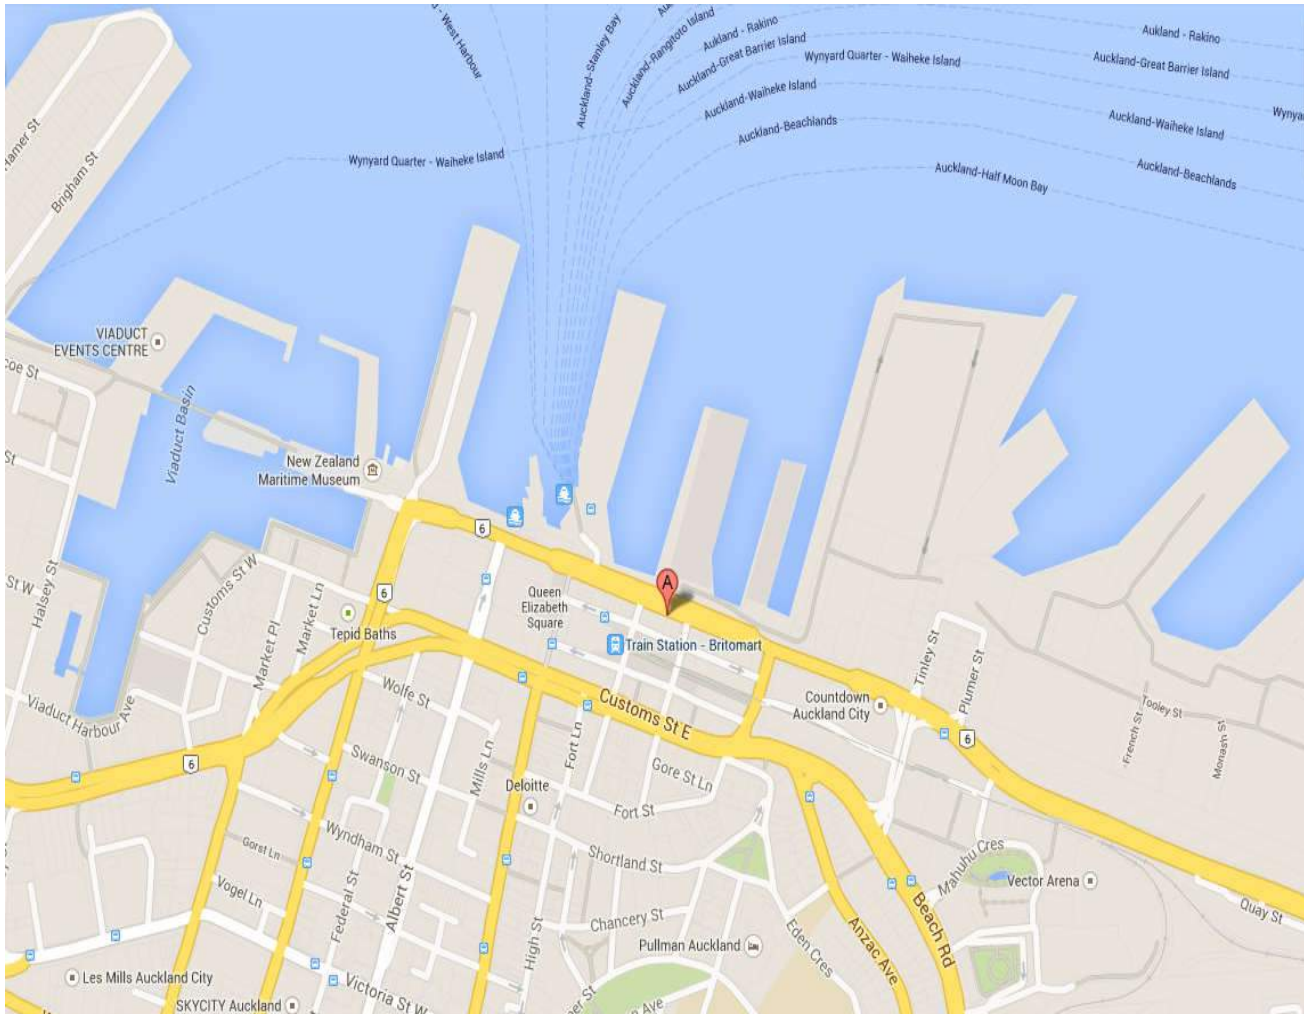 - West Harbour
Auckland-Stanley Bay
Auckland-Rangitoto Island
Aukland - Rakino
Auckland-Great Barrier Island
Wynyard Quarter - Waiheke Island
Auckland-Waiheke Island
Auckland-Beachlands
Aukland - Rakino
Auckland-Great Barrier Island
Auckland-Waiheke Island
Auckland-Beachlands
Auckland-Half Moon Bay
Wynyard Quarter - Waiheke Island
Brigham St
VIADUCT
EVENTS CENTRE
Viaduct Basin
New Zealand
Maritime Museum
St
6
6
A
Queen
Elizabeth
Square
Train Station - Britomart
St W
Halsey St
Customs St W
Market Pl
Market Ln
Tepid Baths
Viaduct Harbour Ave
Wolfe St
Customs St E
Countdown
Auckland City
Tinley St
Plumer St
French St
Tooley St
Monash St
6
6
Swanson St
Mills Ln
Fort Ln
Gore St Ln
Deloitte
Fort St
Wyndham St
Gorst Ln
Shortland St
Mahuhu Cres
Vector Arena
Vogel Ln
Federal St
Albert St
High St
Chancery St
Pullman Auckland
Eden Cres
Anzac Ave
Beach Rd
Quay St
Les Mills Auckland City
SKYCITY Auckland
Victoria St W
Ave